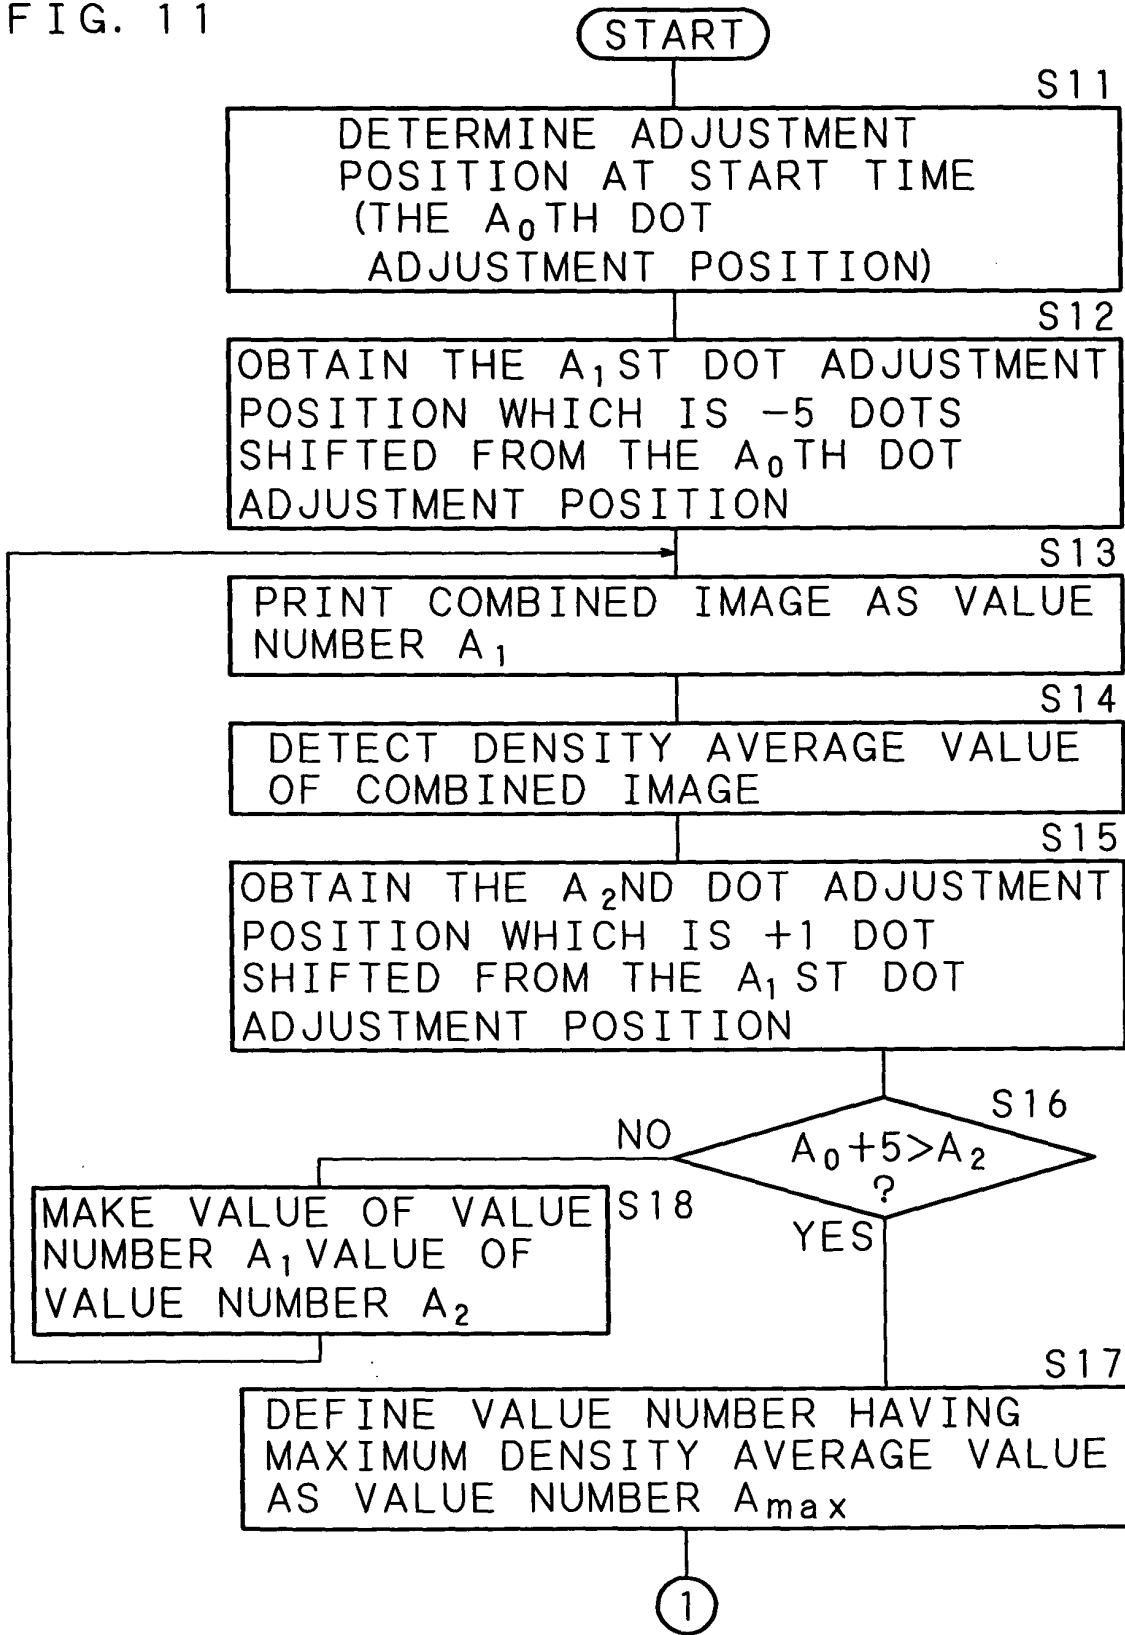 FIG. 11
START
S11
DETERMINE ADJUSTMENT
POSITION AT START TIME
(THE A₀TH DOT
ADJUSTMENT POSITION)
S12
OBTAIN THE A₁ST DOT ADJUSTMENT
POSITION WHICH IS −5 DOTS
SHIFTED FROM THE A₀TH DOT
ADJUSTMENT POSITION
S13
PRINT COMBINED IMAGE AS VALUE
NUMBER A₁
S14
DETECT DENSITY AVERAGE VALUE
OF COMBINED IMAGE
S15
OBTAIN THE A₂ND DOT ADJUSTMENT
POSITION WHICH IS +1 DOT
SHIFTED FROM THE A₁ST DOT
ADJUSTMENT POSITION
S16
A₀+5>A₂
?
NO
YES
S18
MAKE VALUE OF VALUE
NUMBER A₁ VALUE OF
VALUE NUMBER A₂
S17
DEFINE VALUE NUMBER HAVING
MAXIMUM DENSITY AVERAGE VALUE
AS VALUE NUMBER Amax
1